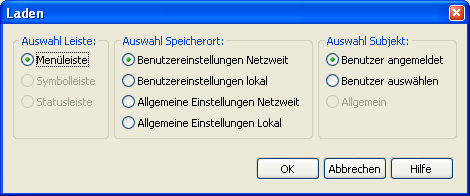 Laden
Auswahl Leiste:
Menüleiste
Symbolleiste
Statusleiste
Auswahl Speicherort:
Benutzereinstellungen Netzweit
Benutzereinstellungen lokal
Allgemeine Einstellungen Netzweit
Allgemeine Einstellungen Lokal
Auswahl Subjekt:
Benutzer angemeldet
Benutzer auswählen
Allgemein
OK
Abbrechen
Hilfe